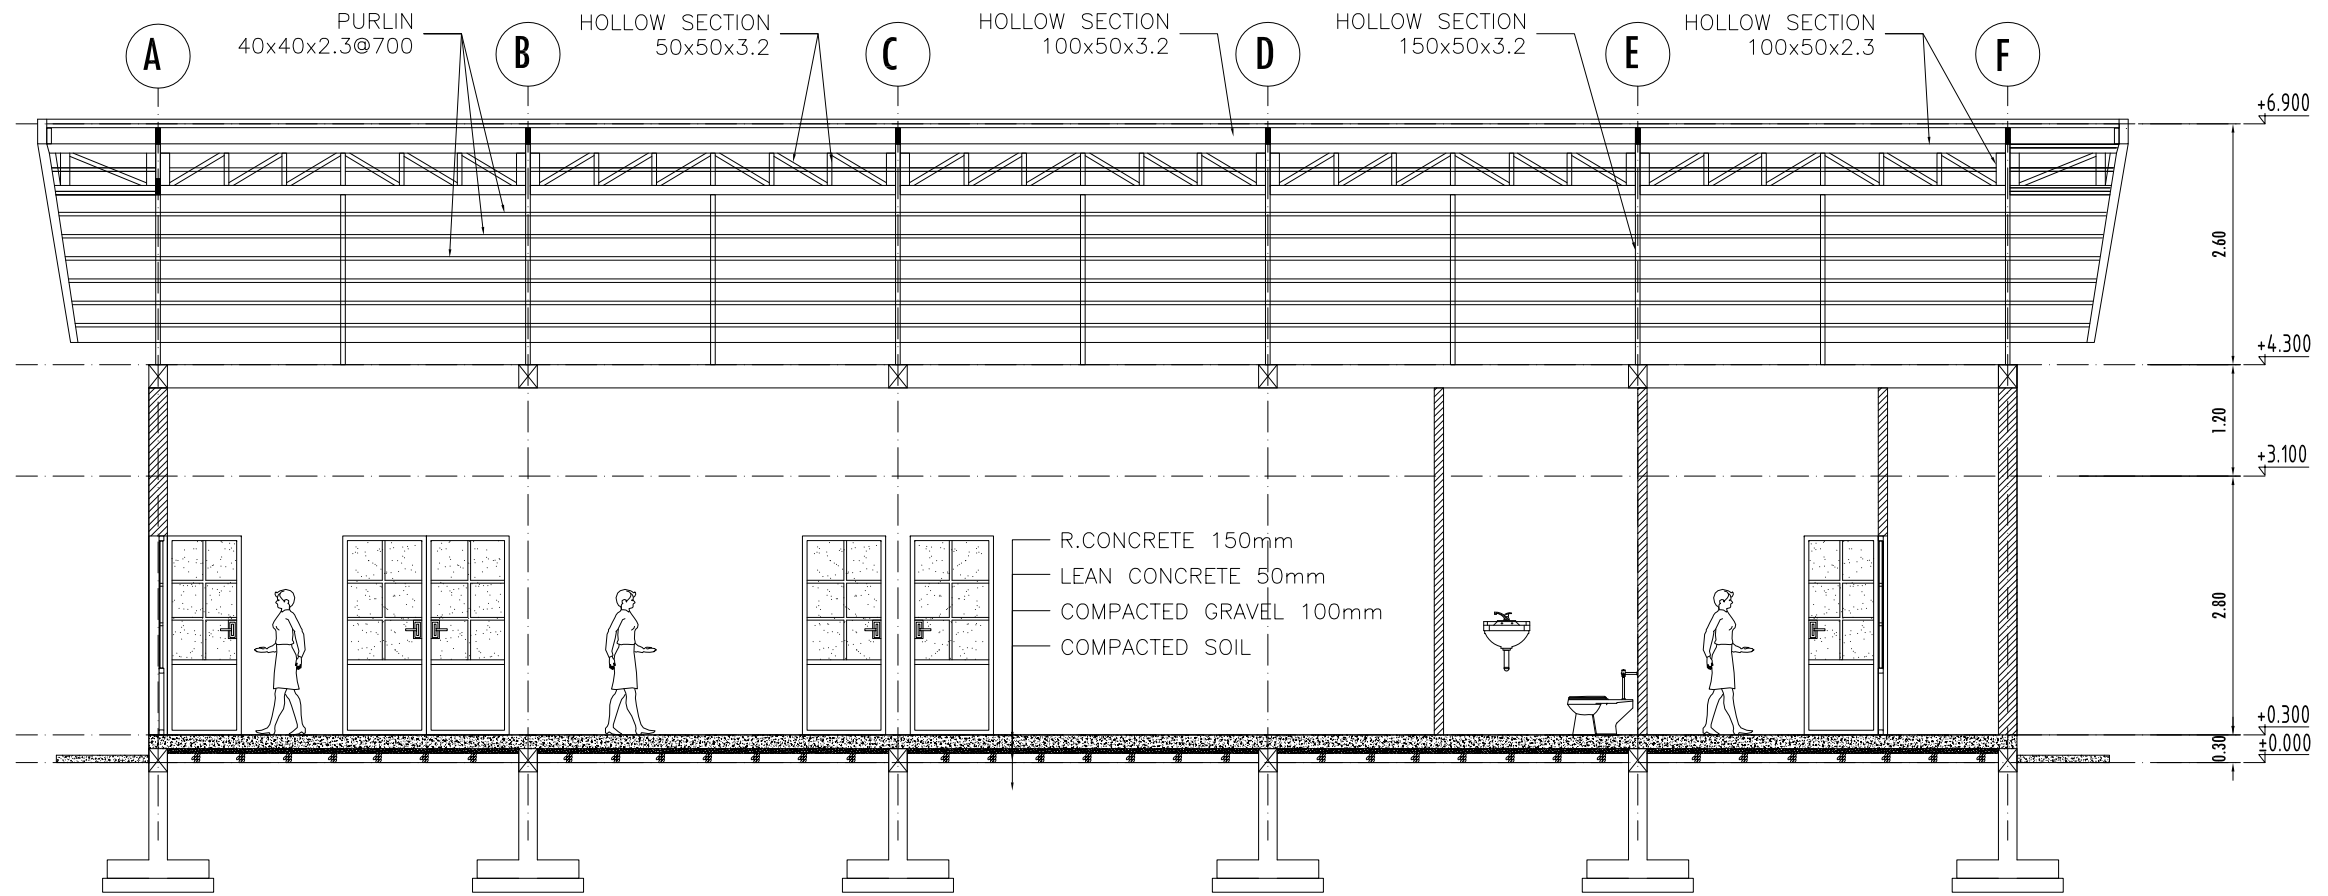 A
PURLIN
40x40x2.3@700
B
HOLLOW SECTION
50x50x3.2
C
HOLLOW SECTION
100x50x3.2
D
HOLLOW SECTION
150x50x3.2
E
HOLLOW SECTION
100x50x2.3
F
+6.900
2.60
+4.300
1.20
+3.100
R.CONCRETE 150mm
LEAN CONCRETE 50mm
COMPACTED GRAVEL 100mm
COMPACTED SOIL
2.80
+0.300
0.30
±0.000